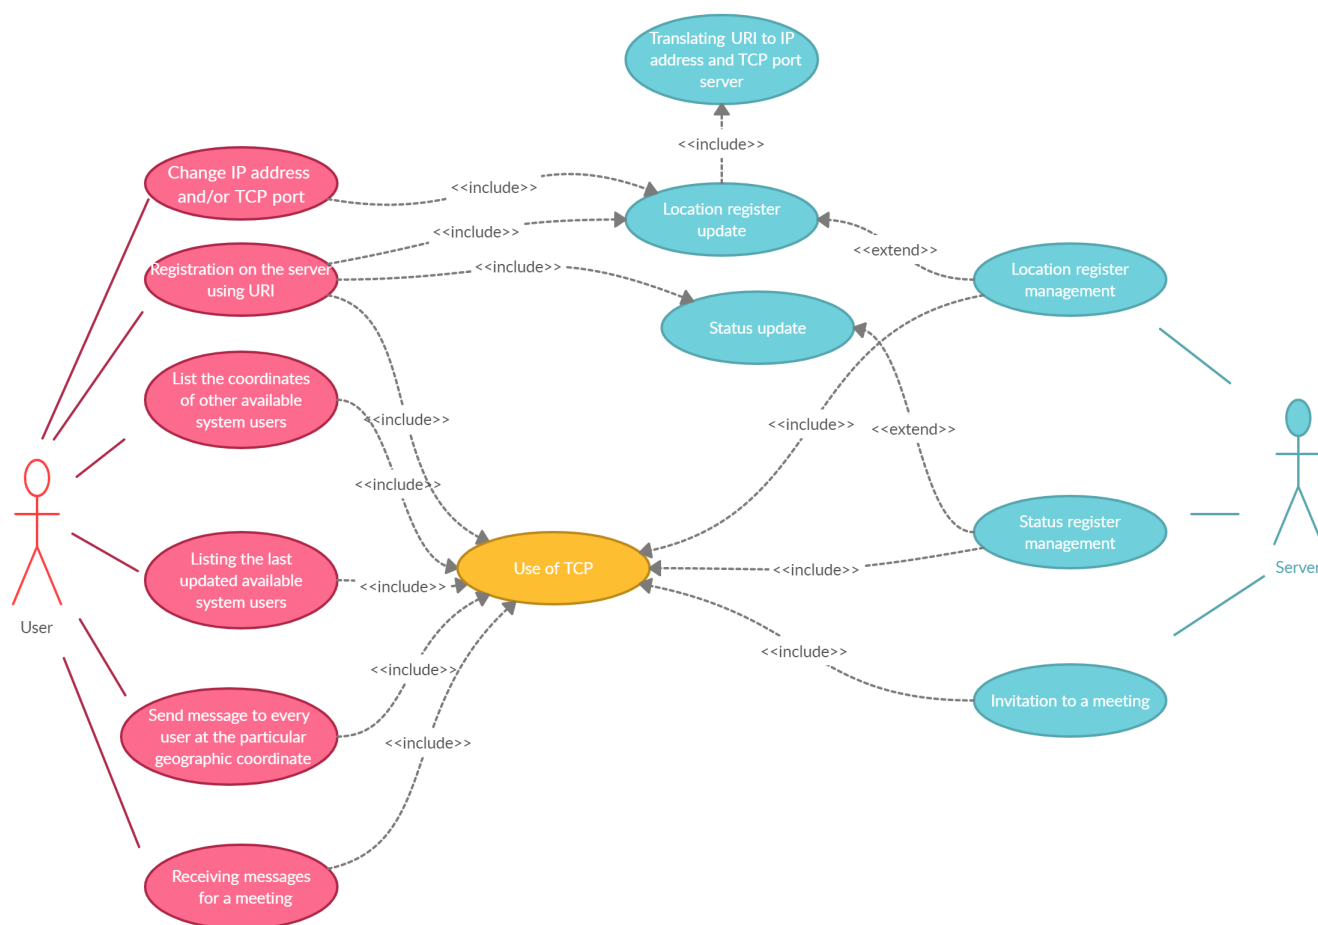 Translating URI to IP
address and TCP port
server
<<include>>
Change IP address
and/or TCP port
<<include>>
Location register
update
<<include>>
<<extend>>
Registration on the server
using URI
<<include>>
Location register
management
Status update
List the coordinates
of other available
system users
<<include>>
<<include>>
<<extend>>
<<include>>
Status register
management
Use of TCP
<<include>>
Server
Listing the last
updated available
system users
<<include>>
User
<<include>>
<<include>>
Send message to every
user at the particular
geographic coordinate
Invitation to a meeting
<<include>>
Receiving messages
for a meeting